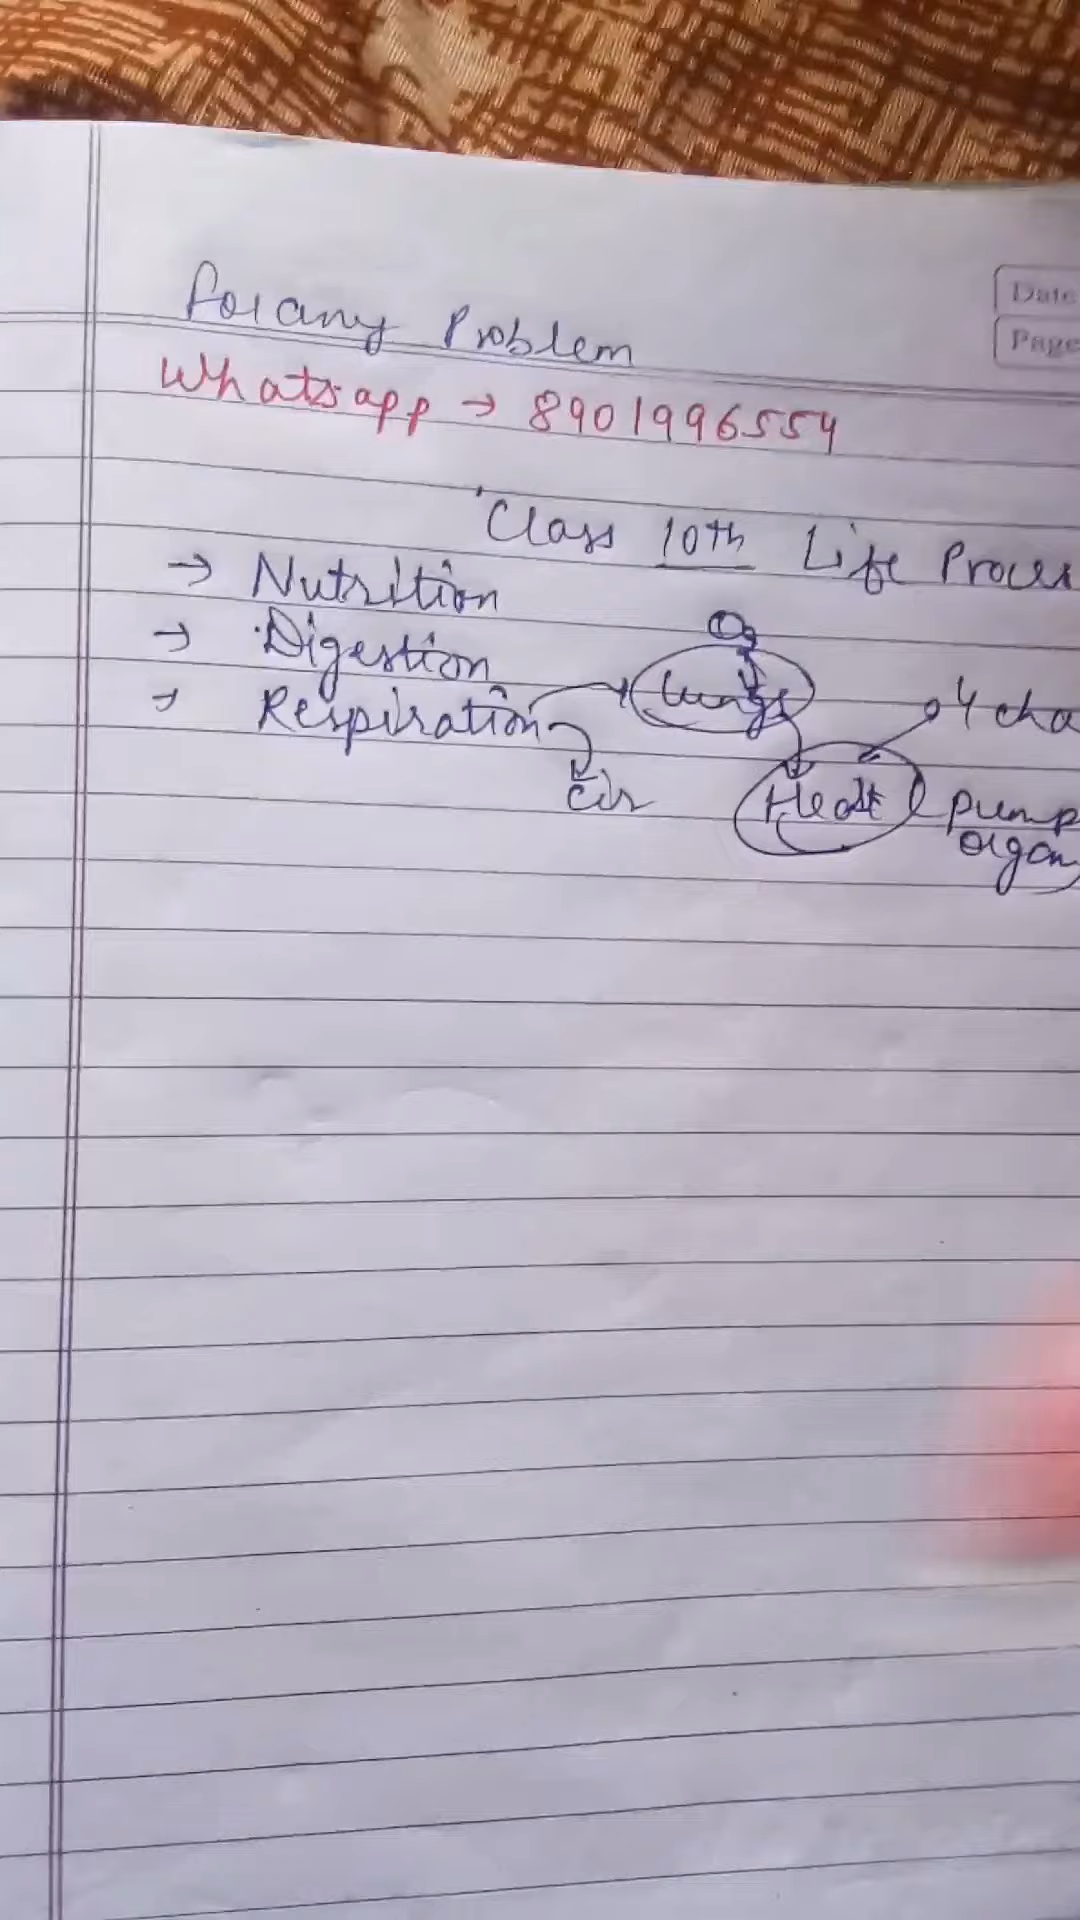 Date
Page
For any Problem
Whatsapp → 8901996554
Class 10th Life Proces
→ Nutrition
→ Digestion
→ Respiration
O2
Lungs
4 cha
Cir
Heart
Pump
organ